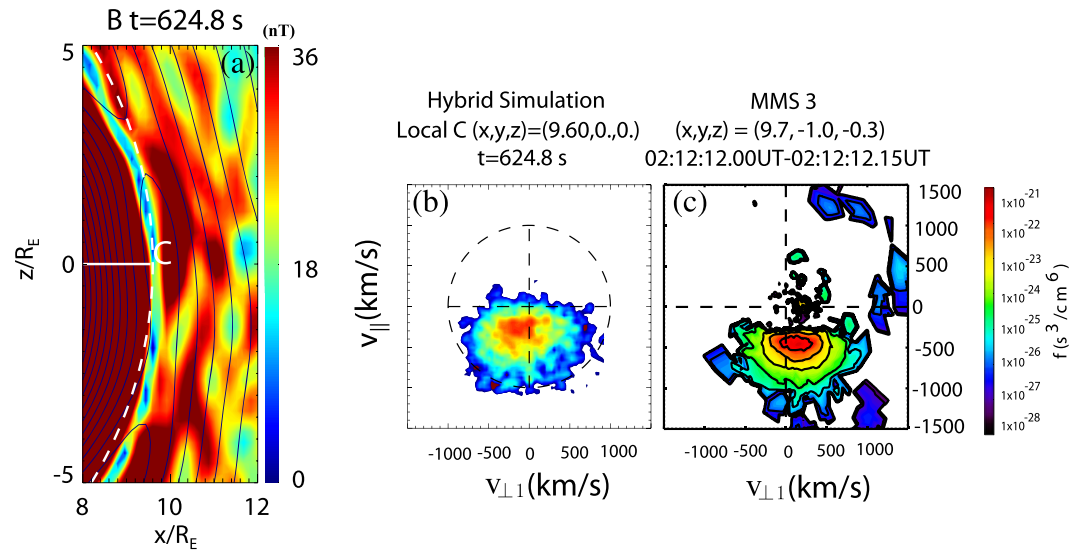 B t=624.8 s
(nT)
(a)
5
0
-5
z/R_E
8 9 10 11 12
x/R_E
C
36
18
0
Hybrid Simulation
Local C (x,y,z)=(9.60,0.,0.)
t=624.8 s
(b)
v_∥(km/s)
-1000 -500 0 500 1000
v_⊥1(km/s)
MMS 3
(x,y,z) = (9.7, -1.0, -0.3)
02:12:12.00UT-02:12:12.15UT
(c)
1500
1000
500
0
-500
-1000
-1500
-1000 -500 0 500 1000
v_⊥1(km/s)
1x10^-21
1x10^-22
1x10^-23
1x10^-24
1x10^-25
1x10^-26
1x10^-27
1x10^-28
f (s^3/cm^6)